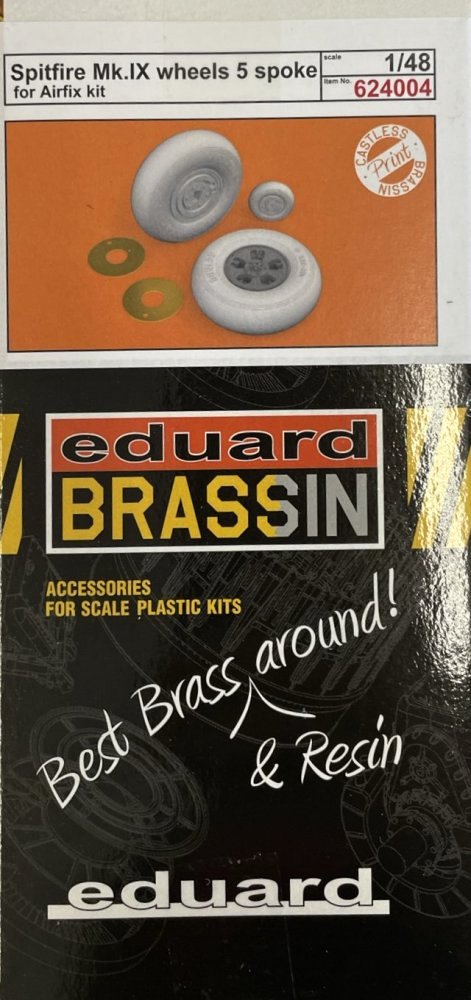 Spitfire Mk.IX wheels 5 spoke
for Airfix kit
scale
1/48
Item No.
624004
CASTLESS
Print
BRASSIN
eduard
BRASSIN
ACCESSORIES
FOR SCALE PLASTIC KITS
Best Brass around!
& Resin
eduard